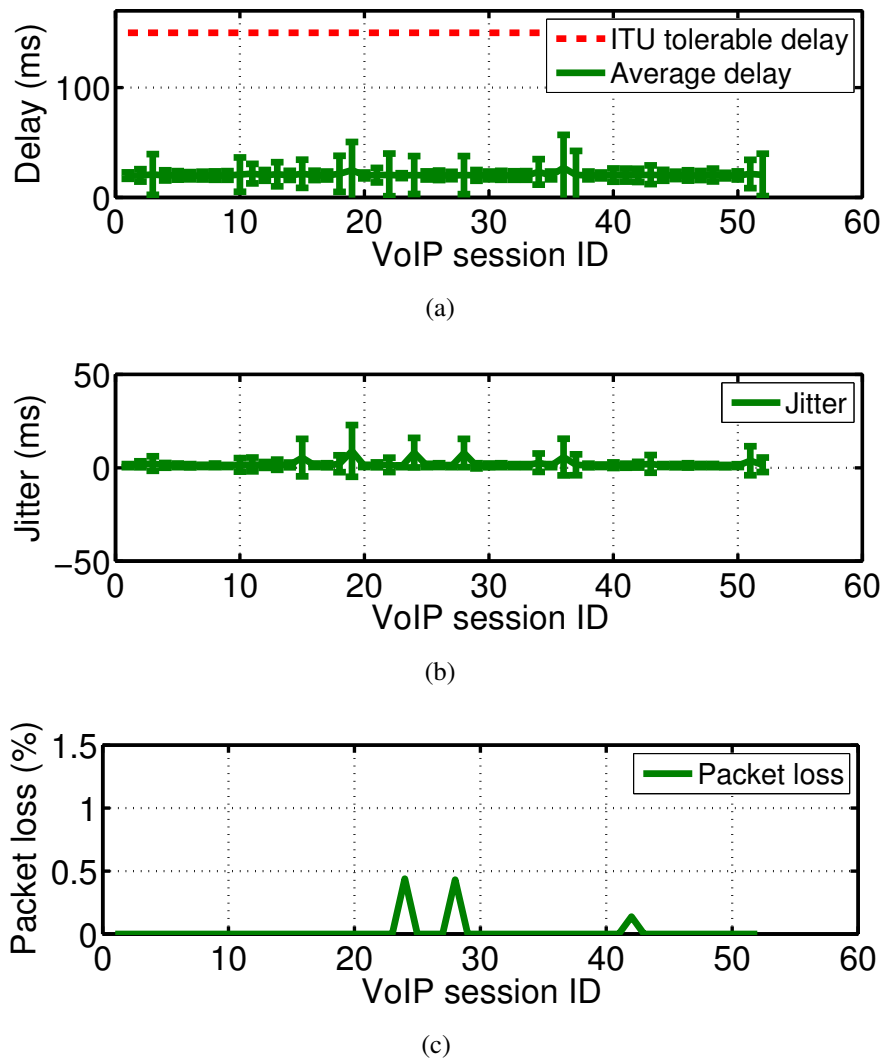 ITU tolerable delay
Average delay
Delay (ms)
100
0
0 10 20 30 40 50 60
VoIP session ID
(a)
Jitter
Jitter (ms)
50
0
−50
0 10 20 30 40 50 60
VoIP session ID
(b)
Packet loss
Packet loss (%)
1.5
1
0.5
0
0 10 20 30 40 50 60
VoIP session ID
(c)